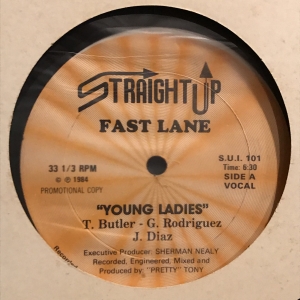 STRAIGHT UP
FAST LANE
33 1/3 RPM
© ℗ 1984
PROMOTIONAL COPY
S.U.I. 101
Time: 6:30
SIDE A
VOCAL
"YOUNG LADIES"
T. Butler - G. Rodriguez
J. Diaz
Executive Producer: SHERMAN NEALY
Recorded, Engineered, Mixed and
Produced by "PRETTY" TONY